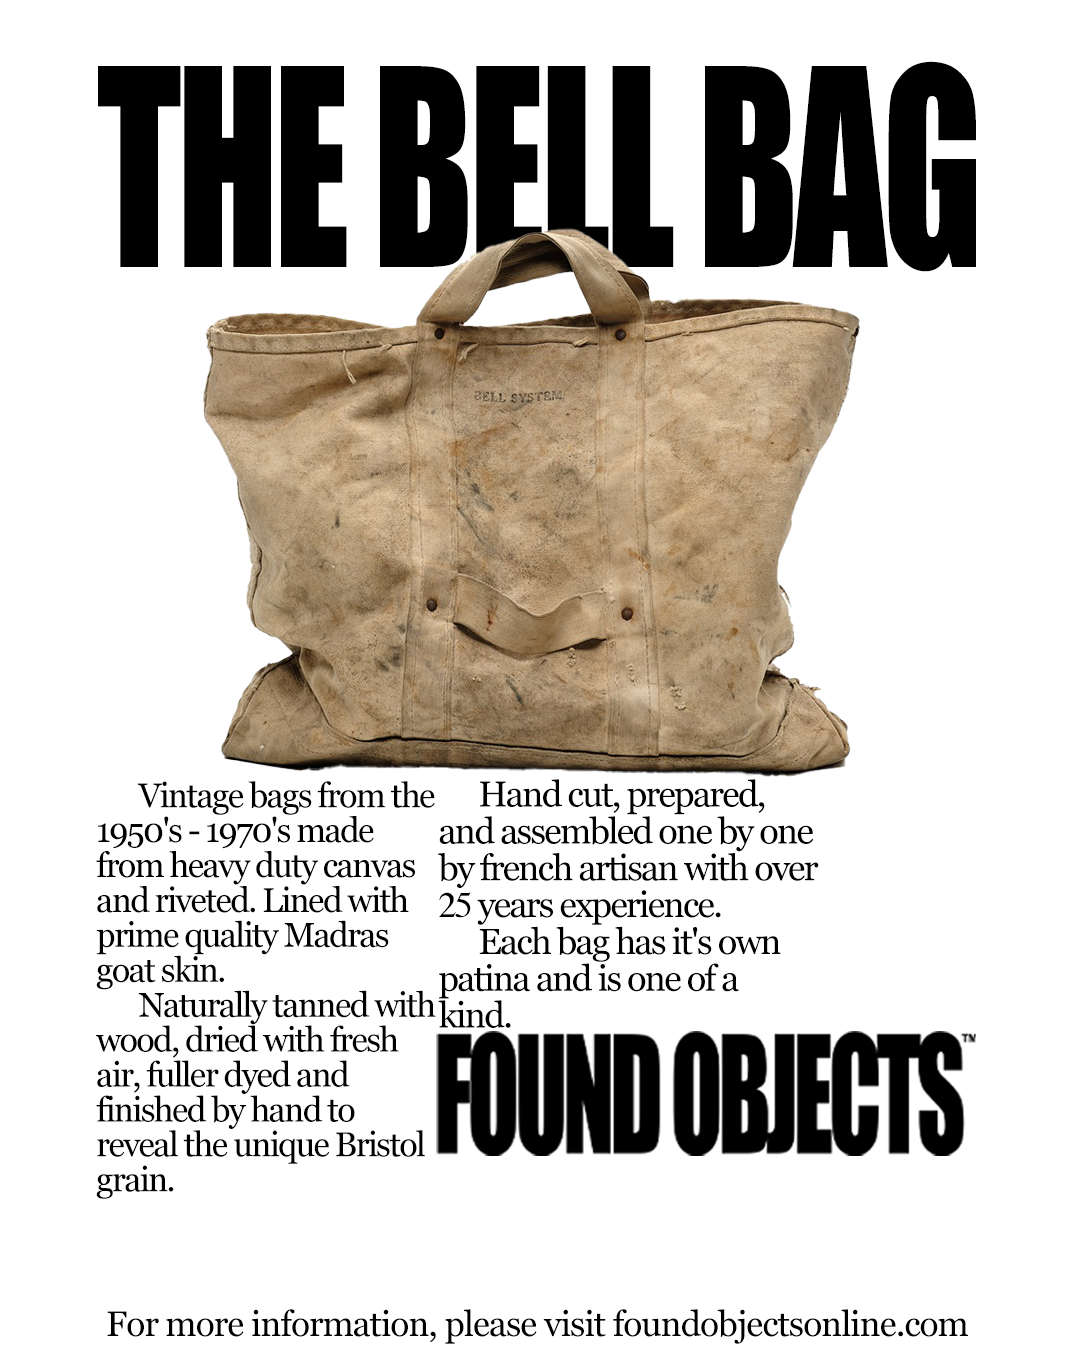 THE BELL BAG
BELL SYSTEM
Vintage bags from the
1950's - 1970's made
from heavy duty canvas
and riveted. Lined with
prime quality Madras
goat skin.
Naturally tanned with
wood, dried with fresh
air, fuller dyed and
finished by hand to
reveal the unique Bristol
grain.
Hand cut, prepared,
and assembled one by one
by french artisan with over
25 years experience.
Each bag has it's own
patina and is one of a
kind.
FOUND OBJECTS™
For more information, please visit foundobjectsonline.com